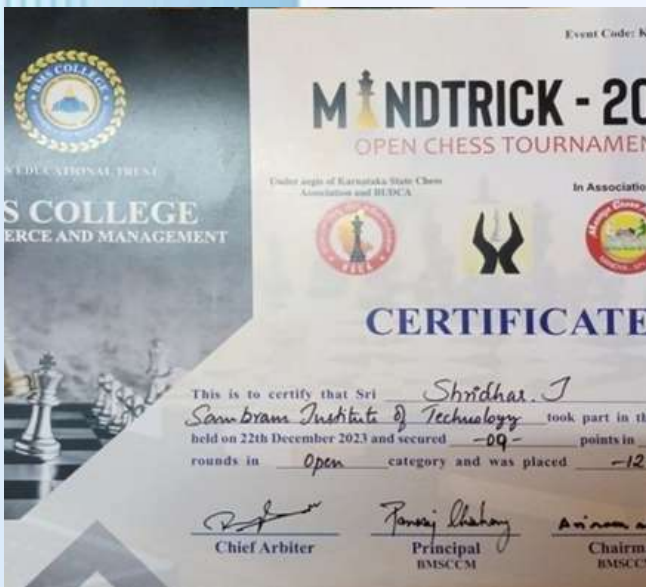 Event Code: K
BMS COLLEGE
MINDTRICK - 20
OPEN CHESS TOURNAMEN
EDUCATIONAL TRUST
Under aegis of Karnataka State Chess
Association and BUDCA
In Associatio
S COLLEGE
ERCE AND MANAGEMENT
CERTIFICATE
This is to certify that Sri Shridhar. J
Sambram Institute of Technology took part in th
held on 22th December 2023 and secured -09- points in
rounds in Open category and was placed -12
Chief Arbiter
Principal
BMSCCM
Chairm
BMSCC